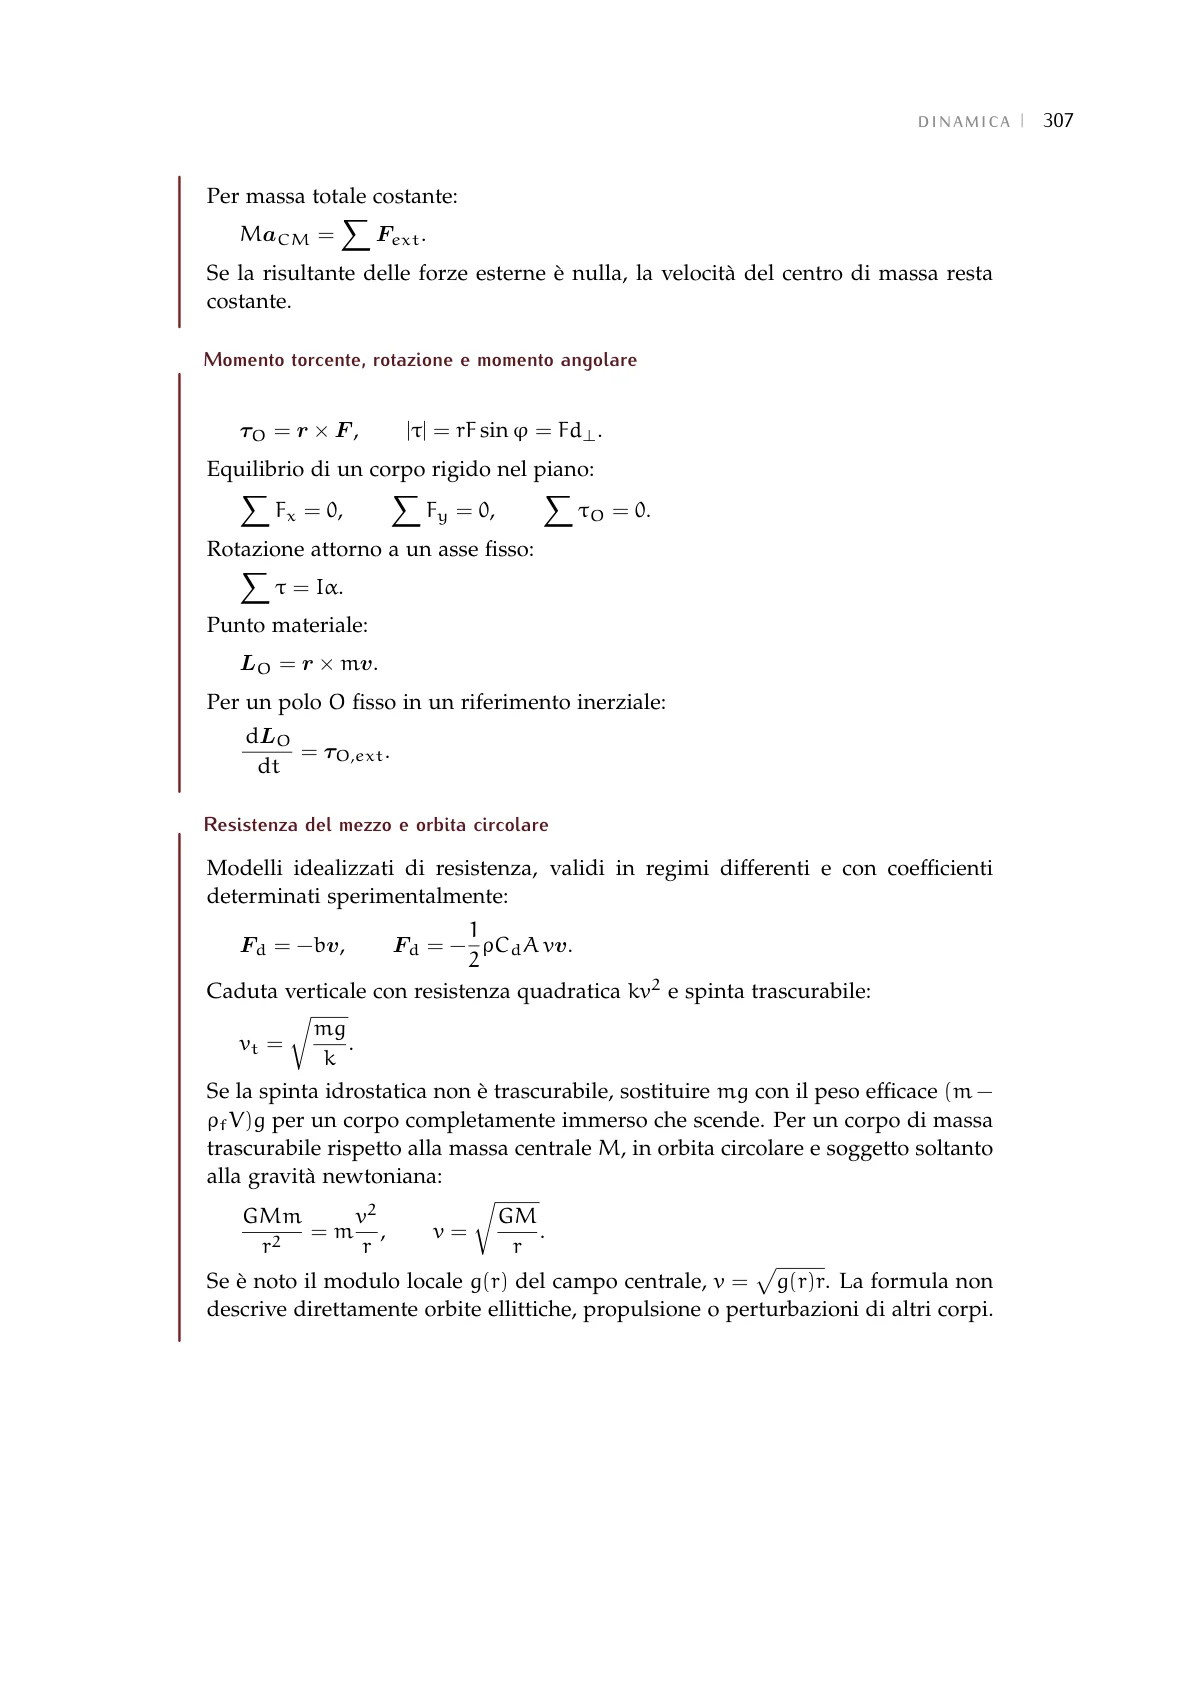 DINAMICA | 307
Per massa totale costante:
M𝒂_CM = ∑ 𝑭_ext.
Se la risultante delle forze esterne è nulla, la velocità del centro di massa resta
costante.
Momento torcente, rotazione e momento angolare
𝝉_O = 𝒓 × 𝑭, |τ| = rF sin φ = Fd_⊥.
Equilibrio di un corpo rigido nel piano:
∑ F_x = 0, ∑ F_y = 0, ∑ τ_O = 0.
Rotazione attorno a un asse fisso:
∑ τ = Iα.
Punto materiale:
𝑳_O = 𝒓 × m𝒗.
Per un polo O fisso in un riferimento inerziale:
d𝑳_O/dt = 𝝉_O,ext.
Resistenza del mezzo e orbita circolare
Modelli idealizzati di resistenza, validi in regimi differenti e con coefficienti
determinati sperimentalmente:
𝑭_d = −b𝒗, 𝑭_d = −1/2 ρC_d A v𝒗.
Caduta verticale con resistenza quadratica kv² e spinta trascurabile:
v_t = √(mg/k).
Se la spinta idrostatica non è trascurabile, sostituire mg con il peso efficace (m −
ρ_f V)g per un corpo completamente immerso che scende. Per un corpo di massa
trascurabile rispetto alla massa centrale M, in orbita circolare e soggetto soltanto
alla gravità newtoniana:
GMm/r² = m v²/r, v = √(GM/r).
Se è noto il modulo locale g(r) del campo centrale, v = √(g(r)r). La formula non
descrive direttamente orbite ellittiche, propulsione o perturbazioni di altri corpi.